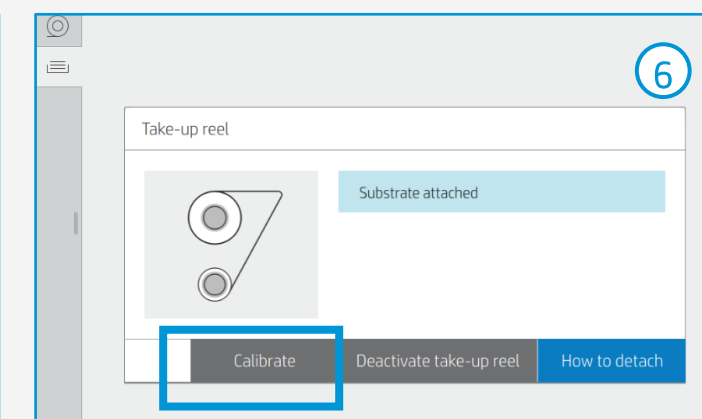 6
Take-up reel
Substrate attached
Calibrate
Deactivate take-up reel
How to detach